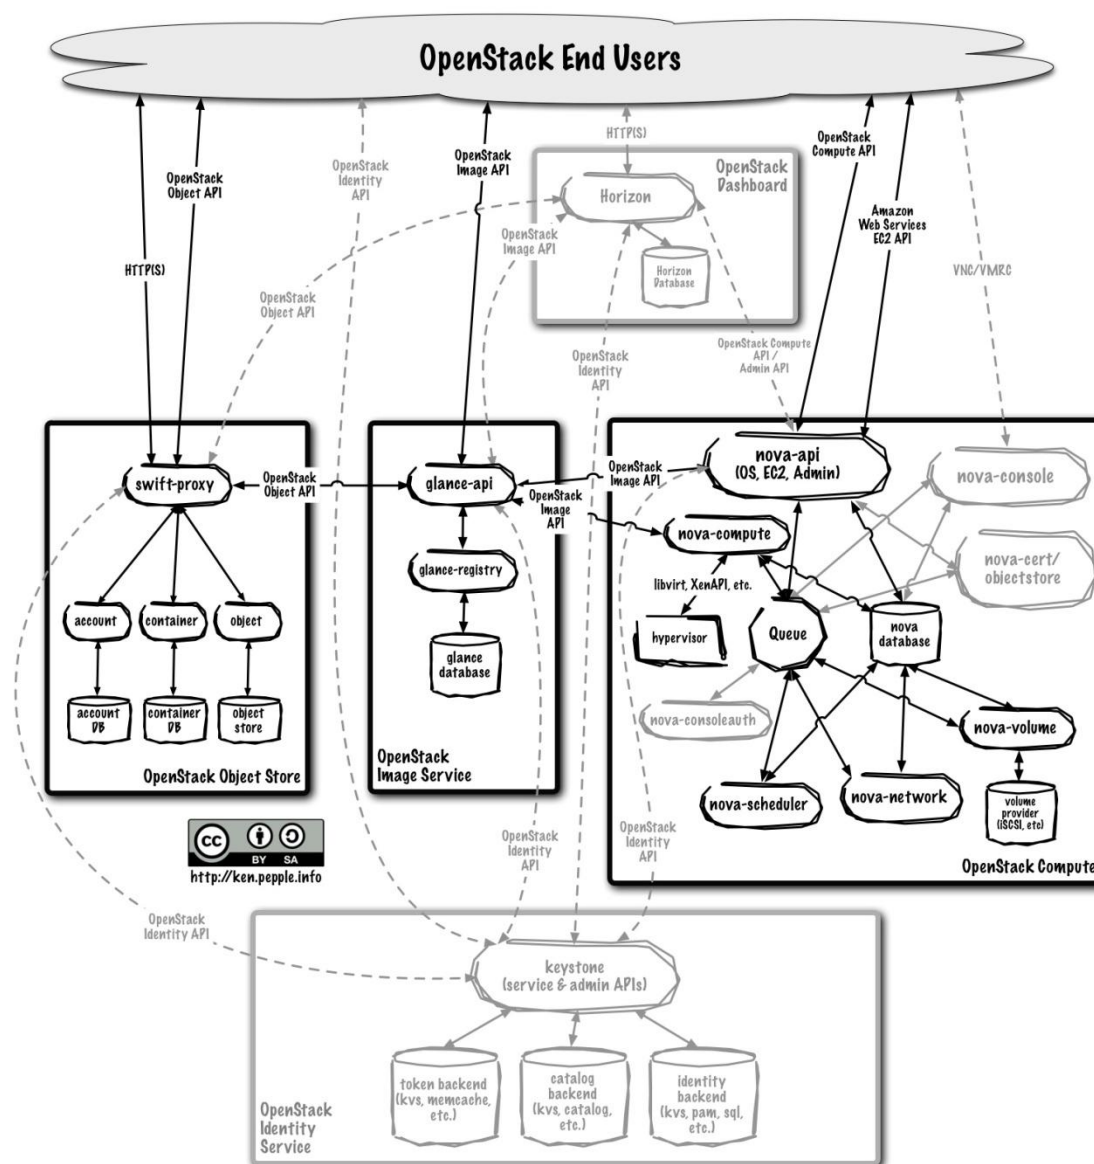 OpenStack End Users
HTTP(S)
OpenStack
Object API
OpenStack
Identity
API
OpenStack
Image API
HTTP(S)
OpenStack
Compute API
Amazon
Web Services
EC2 API
VNC/VMRC
OpenStack
Dashboard
Horizon
Horizon
Database
OpenStack
Image API
OpenStack
Object API
OpenStack
Identity
API
OpenStack Compute
API /
Admin API
swift-proxy
OpenStack
Object API
account
container
object
account
DB
container
DB
object
store
OpenStack Object Store
glance-api
glance-registry
glance
database
OpenStack
Image Service
OpenStack
Image API
OpenStack
Image
API
nova-api
(OS, EC2, Admin)
nova-console
nova-compute
nova-cert/
objectstore
libvirt, XenAPI, etc.
hypervisor
Queue
nova
database
nova-consoleauth
nova-volume
nova-scheduler
nova-network
volume
provider
(iSCSI, etc)
OpenStack Compute
cc
BY SA
http://ken.pepple.info
OpenStack
Identity
API
OpenStack
Identity
API
OpenStack
Identity API
keystone
(service & admin APIs)
token backend
(kvs, memcache,
etc.)
catalog
backend
(kvs, catalog,
etc.)
identity
backend
(kvs, pam, sql,
etc.)
OpenStack
Identity
Service